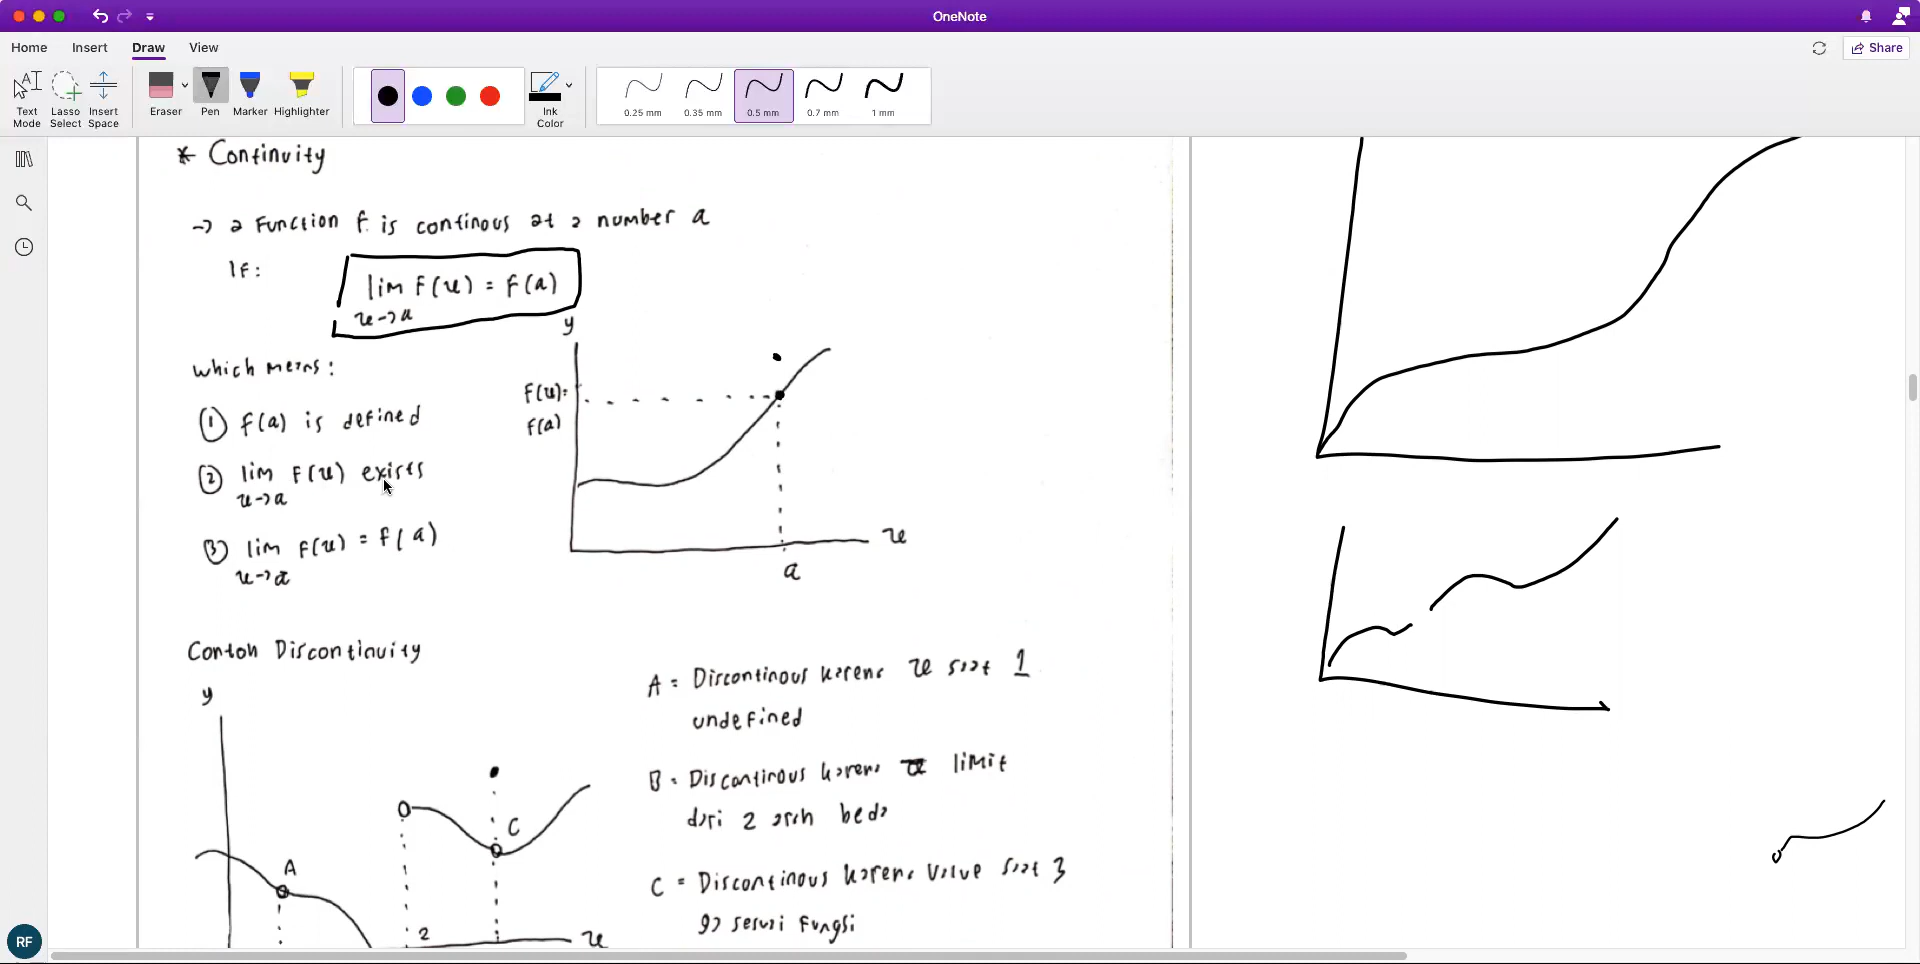 OneNote
Home Insert Draw View
Share
Text Mode
Lasso Select
Insert Space
Eraser
Pen
Marker
Highlighter
Ink Color
0.25 mm
0.35 mm
0.5 mm
0.7 mm
1 mm
* Continuity
-> a Function f is continous at a number a
IF:
lim F(x) = f(a)
x->a
which means:
① f(a) is defined
② lim F(x) exists
x->a
③ lim F(x) = f(a)
x->a
y
F(x)=
f(a)
x
a
Contoh Discontinuity
y
A
C
2
x
A = Discontinous karena x saat 1
undefined
B = Discontinous karena limit
dari 2 arah beda
C = Discontinous karena value saat 3
ga sesuai fungsi
RF